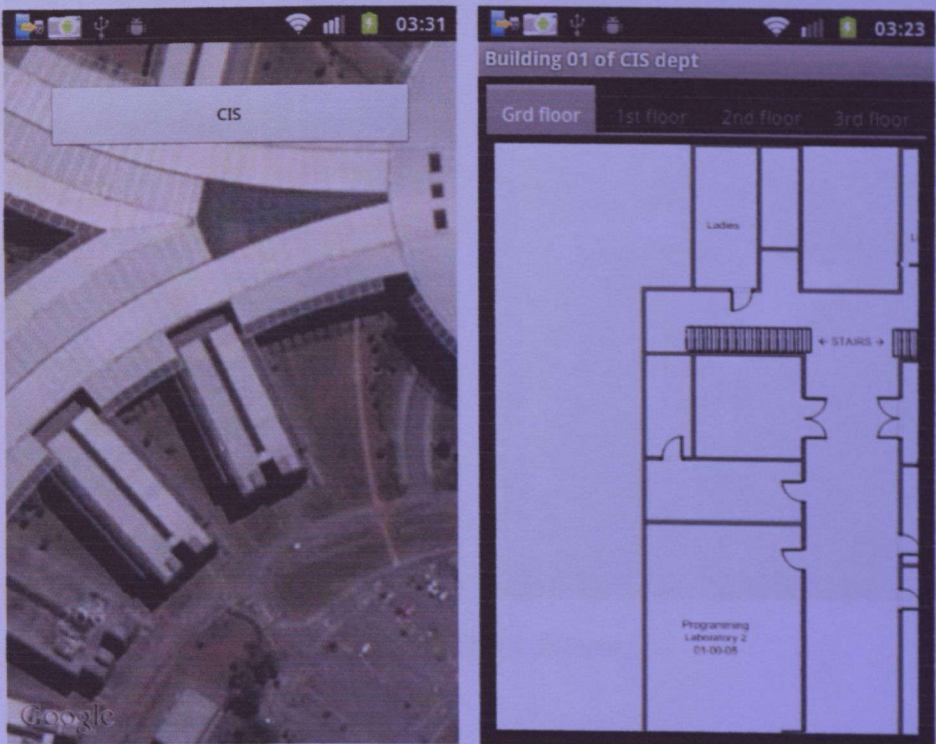 03:31
CIS
Google
03:23
Building 01 of CIS dept
Grd floor 1st floor 2nd floor 3rd floor
Ladies
← STAIRS →
Programming
Laboratory 2
01-00-05